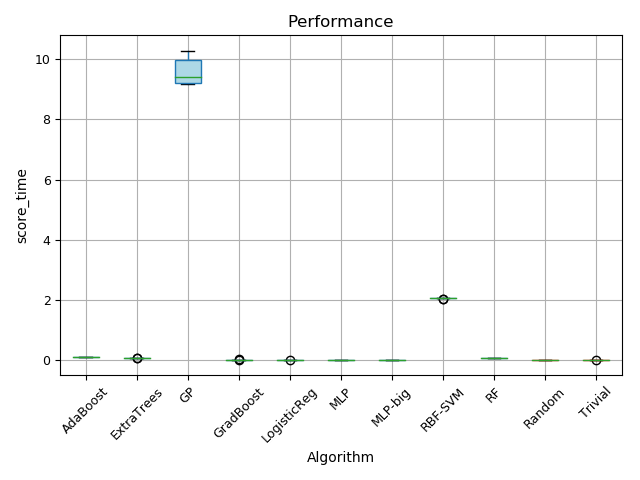 Performance
score_time
10
8
6
4
2
0
AdaBoost
ExtraTrees
GP
GradBoost
LogisticReg
MLP
MLP-big
RBF-SVM
RF
Random
Trivial
Algorithm